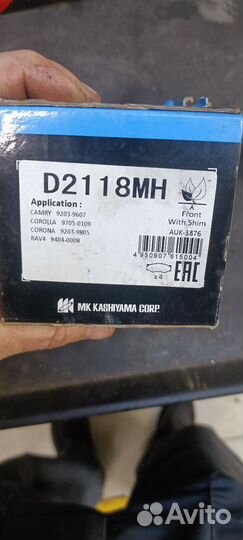 D2118MH
Application :
CAMRY 9203-9607
COROLLA 9705-0109
CORONA 9203-9805
RAV4 9404-0008
A
Front
With Shim
AUK-3876
4 950907 615004
x4
EAC
MK KASHIYAMA CORP.
Avito